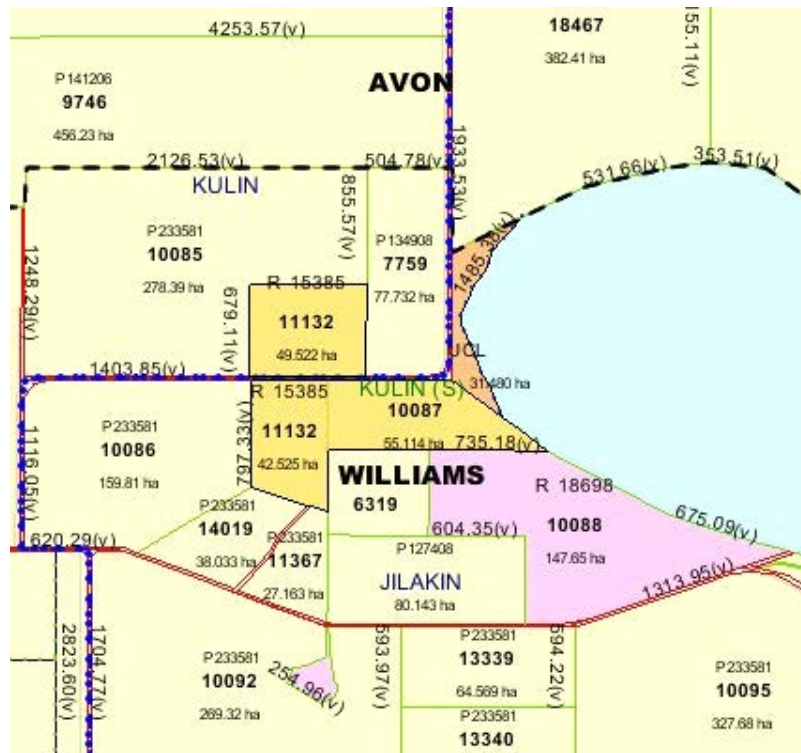 4253.57(v)
155.11(v)
18467
382.41 ha
P141206
9746
456.23 ha
AVON
1933.53(v)
2126.53(v)
504.78(v)
531.66(v)
353.51(v)
KULIN
855.57(v)
P233581
10085
278.39 ha
P134908
7759
77.732 ha
1248.29(v)
679.11(v)
R 15385
11132
49.522 ha
1485.38(v)
UCL
31.480 ha
1403.85(v)
R 15385
11132
42.525 ha
KULIN (S)
10087
55.114 ha
735.18(v)
1116.05(v)
P233581
10086
159.81 ha
797.33(v)
WILLIAMS
6319
R 18698
10088
147.65 ha
675.09(v)
604.35(v)
620.29(v)
P233581
14019
38.033 ha
P233581
11367
27.163 ha
P127408
JILAKIN
80.143 ha
1313.95(v)
2823.60(v)
1704.77(v)
P233581
10092
269.32 ha
254.96(v)
593.97(v)
P233581
13339
64.569 ha
594.22(v)
P233581
13340
P233581
10095
327.68 ha